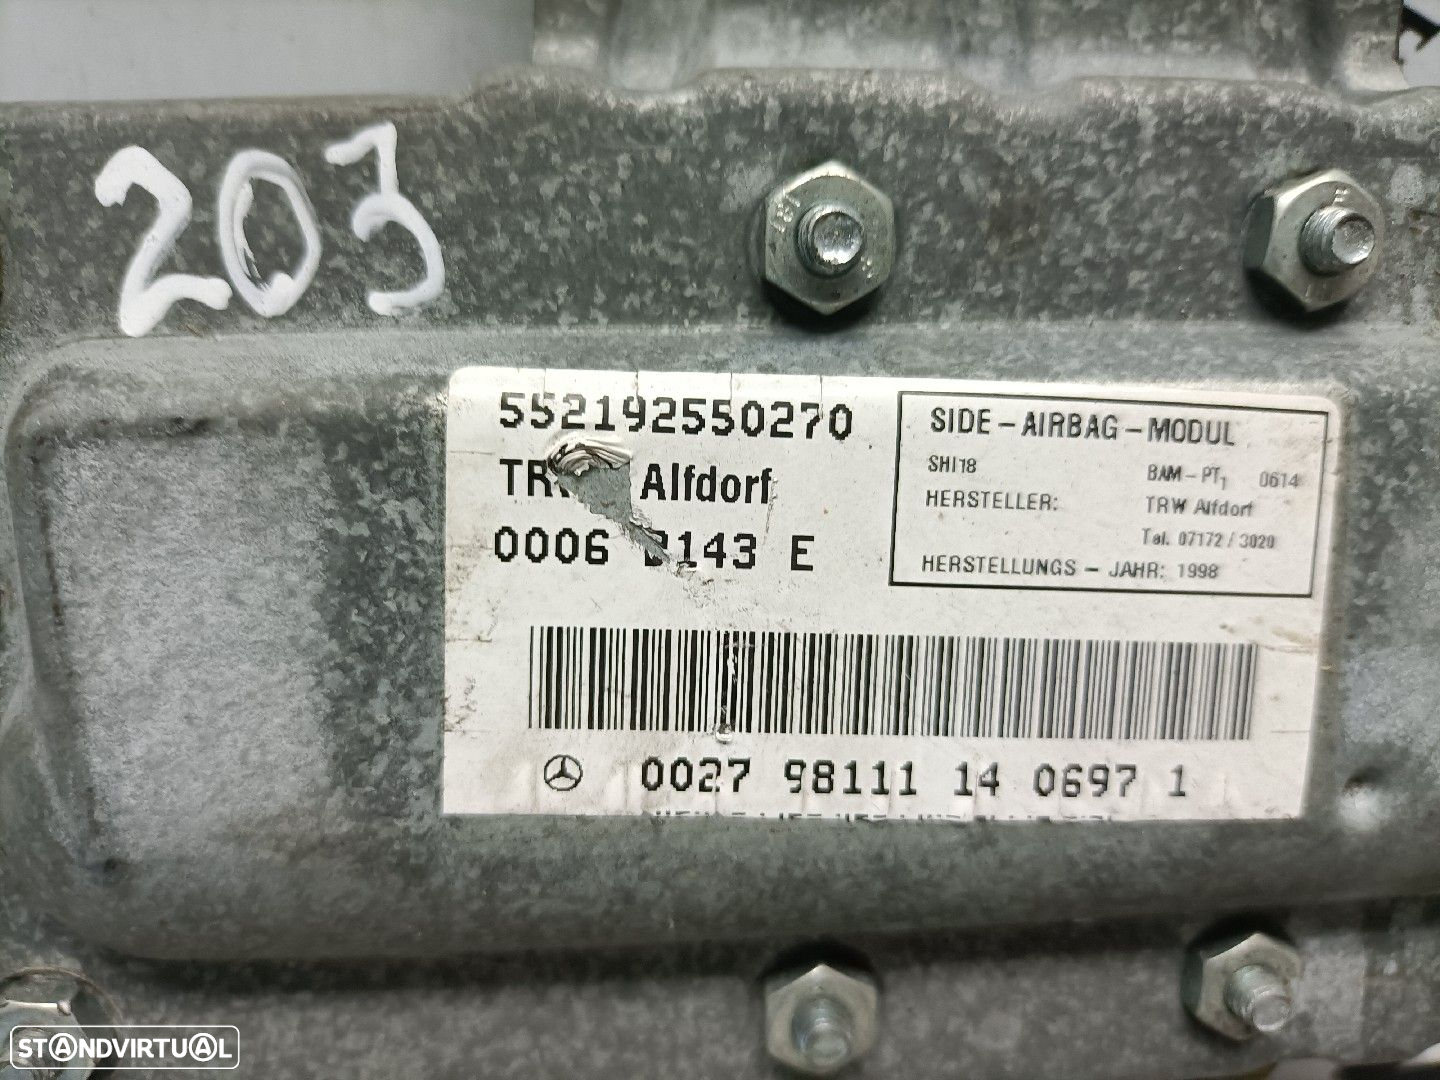 203
552192550270
Alfdorf
0006 143 E
SIDE-AIRBAG-MODUL
SHI18 BAM-PT1 0614
HERSTELLER: TRW Alfdorf
Tel. 07172/3020
HERSTELLUNGS-JAHR: 1998
0027 98111 14 0697 1
STANDVIRTUAL